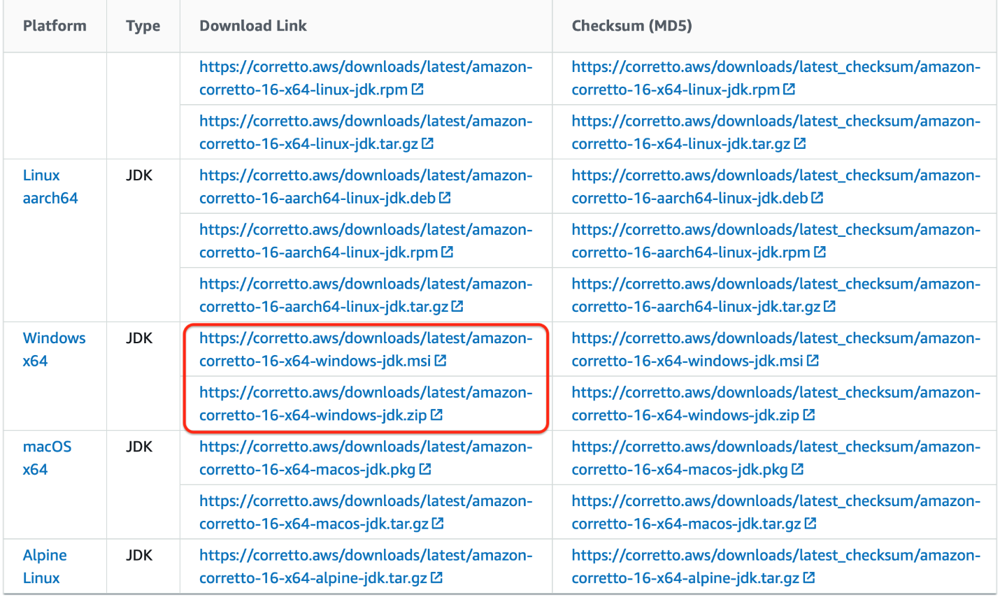 Platform Type Download Link Checksum (MD5)
https://corretto.aws/downloads/latest/amazon- https://corretto.aws/downloads/latest_checksum/amazon-
corretto-16-x64-linux-jdk.rpm corretto-16-x64-linux-jdk.rpm
https://corretto.aws/downloads/latest/amazon- https://corretto.aws/downloads/latest_checksum/amazon-
corretto-16-x64-linux-jdk.tar.gz corretto-16-x64-linux-jdk.tar.gz
Linux JDK https://corretto.aws/downloads/latest/amazon- https://corretto.aws/downloads/latest_checksum/amazon-
aarch64 corretto-16-aarch64-linux-jdk.deb corretto-16-aarch64-linux-jdk.deb
https://corretto.aws/downloads/latest/amazon- https://corretto.aws/downloads/latest_checksum/amazon-
corretto-16-aarch64-linux-jdk.rpm corretto-16-aarch64-linux-jdk.rpm
https://corretto.aws/downloads/latest/amazon- https://corretto.aws/downloads/latest_checksum/amazon-
corretto-16-aarch64-linux-jdk.tar.gz corretto-16-aarch64-linux-jdk.tar.gz
Windows JDK https://corretto.aws/downloads/latest/amazon- https://corretto.aws/downloads/latest_checksum/amazon-
x64 corretto-16-x64-windows-jdk.msi corretto-16-x64-windows-jdk.msi
https://corretto.aws/downloads/latest/amazon- https://corretto.aws/downloads/latest_checksum/amazon-
corretto-16-x64-windows-jdk.zip corretto-16-x64-windows-jdk.zip
macOS JDK https://corretto.aws/downloads/latest/amazon- https://corretto.aws/downloads/latest_checksum/amazon-
x64 corretto-16-x64-macos-jdk.pkg corretto-16-x64-macos-jdk.pkg
https://corretto.aws/downloads/latest/amazon- https://corretto.aws/downloads/latest_checksum/amazon-
corretto-16-x64-macos-jdk.tar.gz corretto-16-x64-macos-jdk.tar.gz
Alpine JDK https://corretto.aws/downloads/latest/amazon- https://corretto.aws/downloads/latest_checksum/amazon-
Linux corretto-16-x64-alpine-jdk.tar.gz corretto-16-x64-alpine-jdk.tar.gz